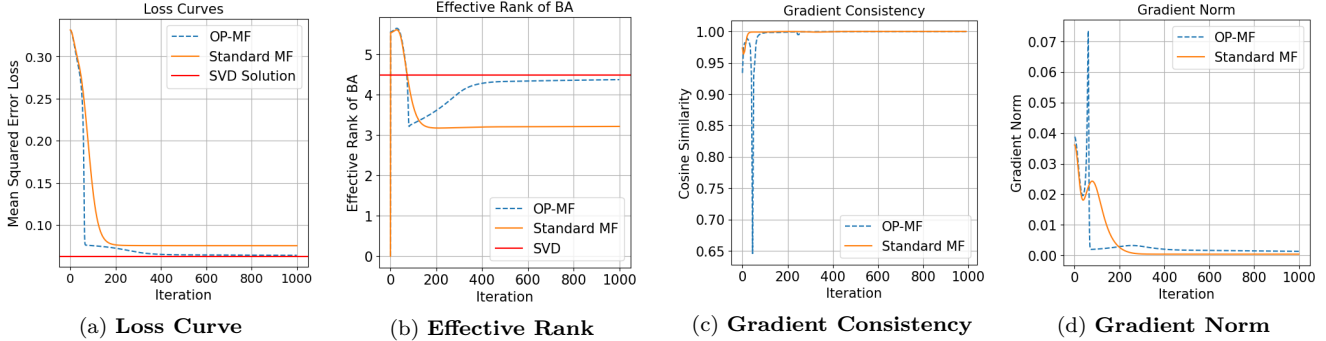 Loss Curves
Mean Squared Error Loss
0.30
0.25
0.20
0.15
0.10
OP-MF
Standard MF
SVD Solution
0 200 400 600 800 1000
Iteration
(a) Loss Curve
Effective Rank of BA
Effective Rank of BA
5
4
3
2
1
0
OP-MF
Standard MF
SVD
0 200 400 600 800 1000
Iteration
(b) Effective Rank
Gradient Consistency
Cosine Similarity
1.00
0.95
0.90
0.85
0.80
0.75
0.70
0.65
OP-MF
Standard MF
0 200 400 600 800 1000
Iteration
(c) Gradient Consistency
Gradient Norm
Gradient Norm
0.07
0.06
0.05
0.04
0.03
0.02
0.01
0.00
OP-MF
Standard MF
0 200 400 600 800 1000
Iteration
(d) Gradient Norm